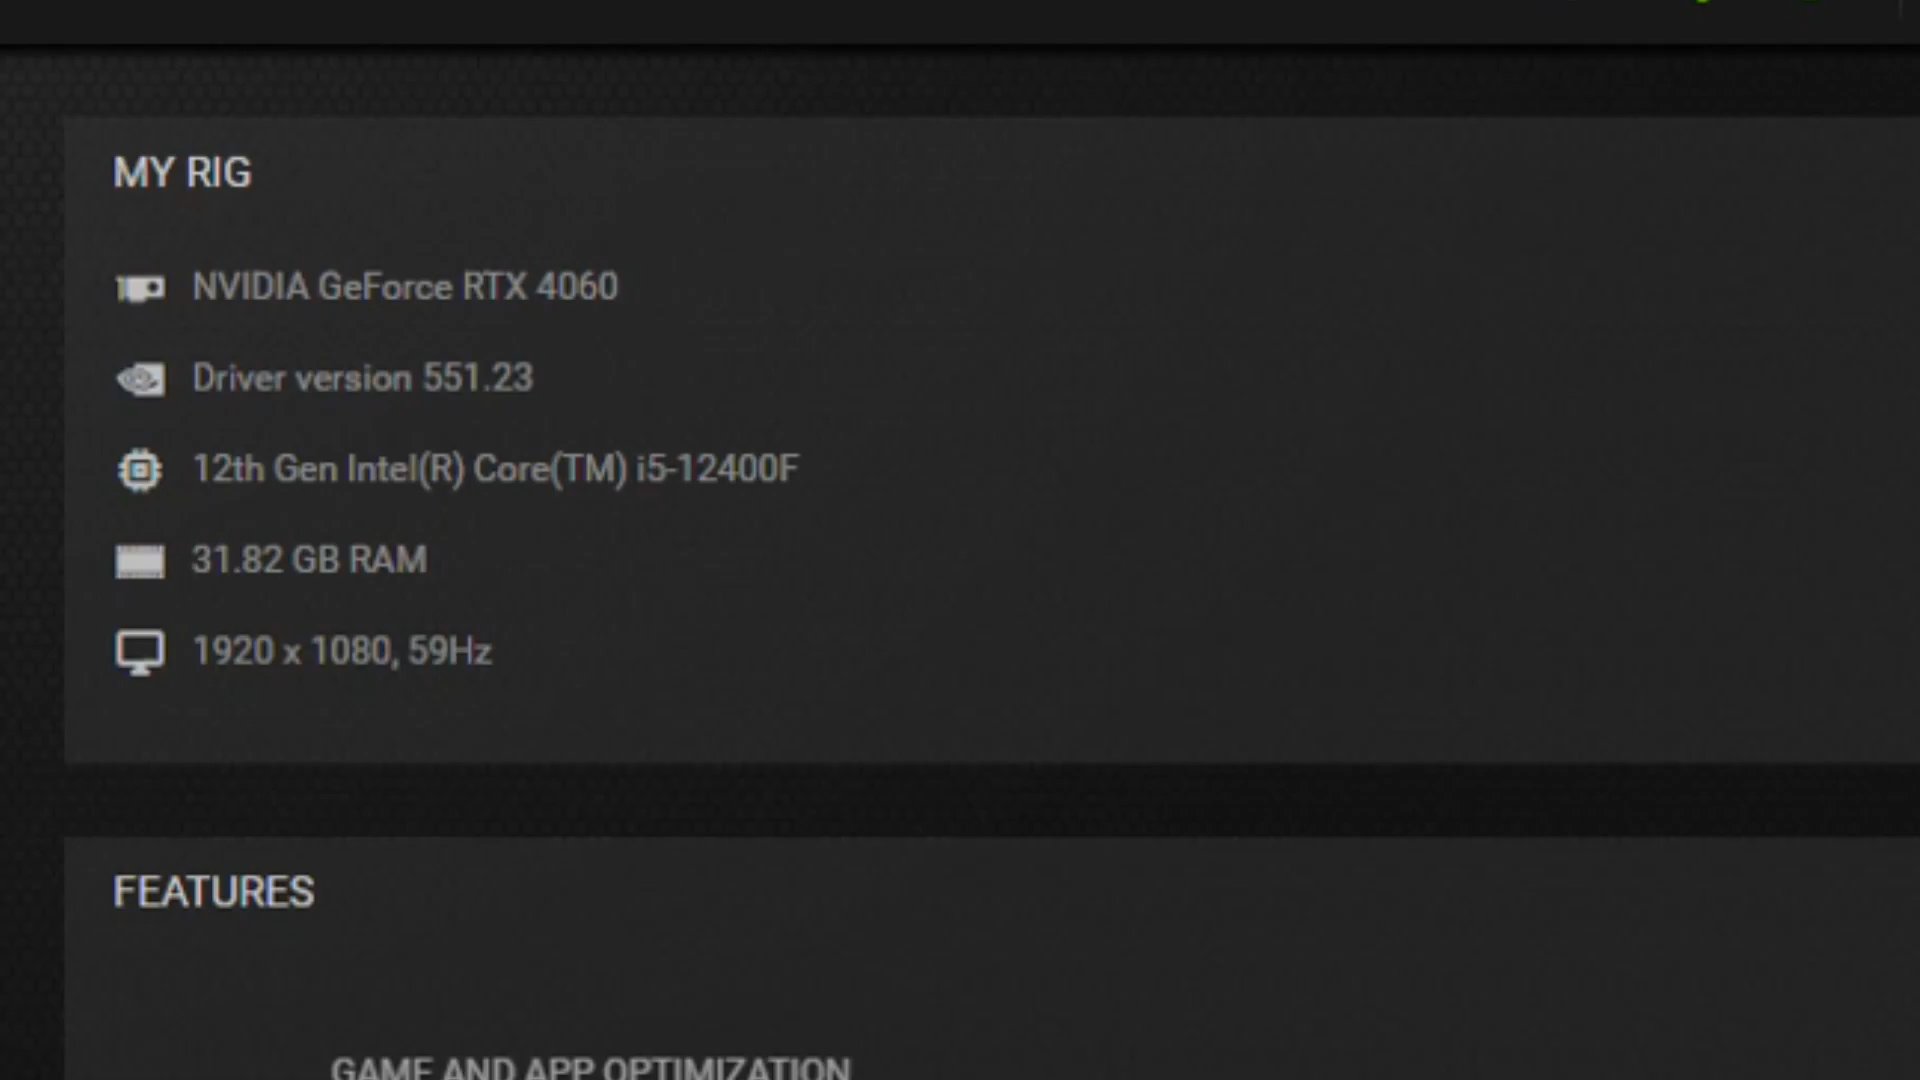 MY RIG
NVIDIA GeForce RTX 4060
Driver version 551.23
12th Gen Intel(R) Core(TM) i5-12400F
31.82 GB RAM
1920 x 1080, 59Hz
FEATURES
GAME AND APP OPTIMIZATION